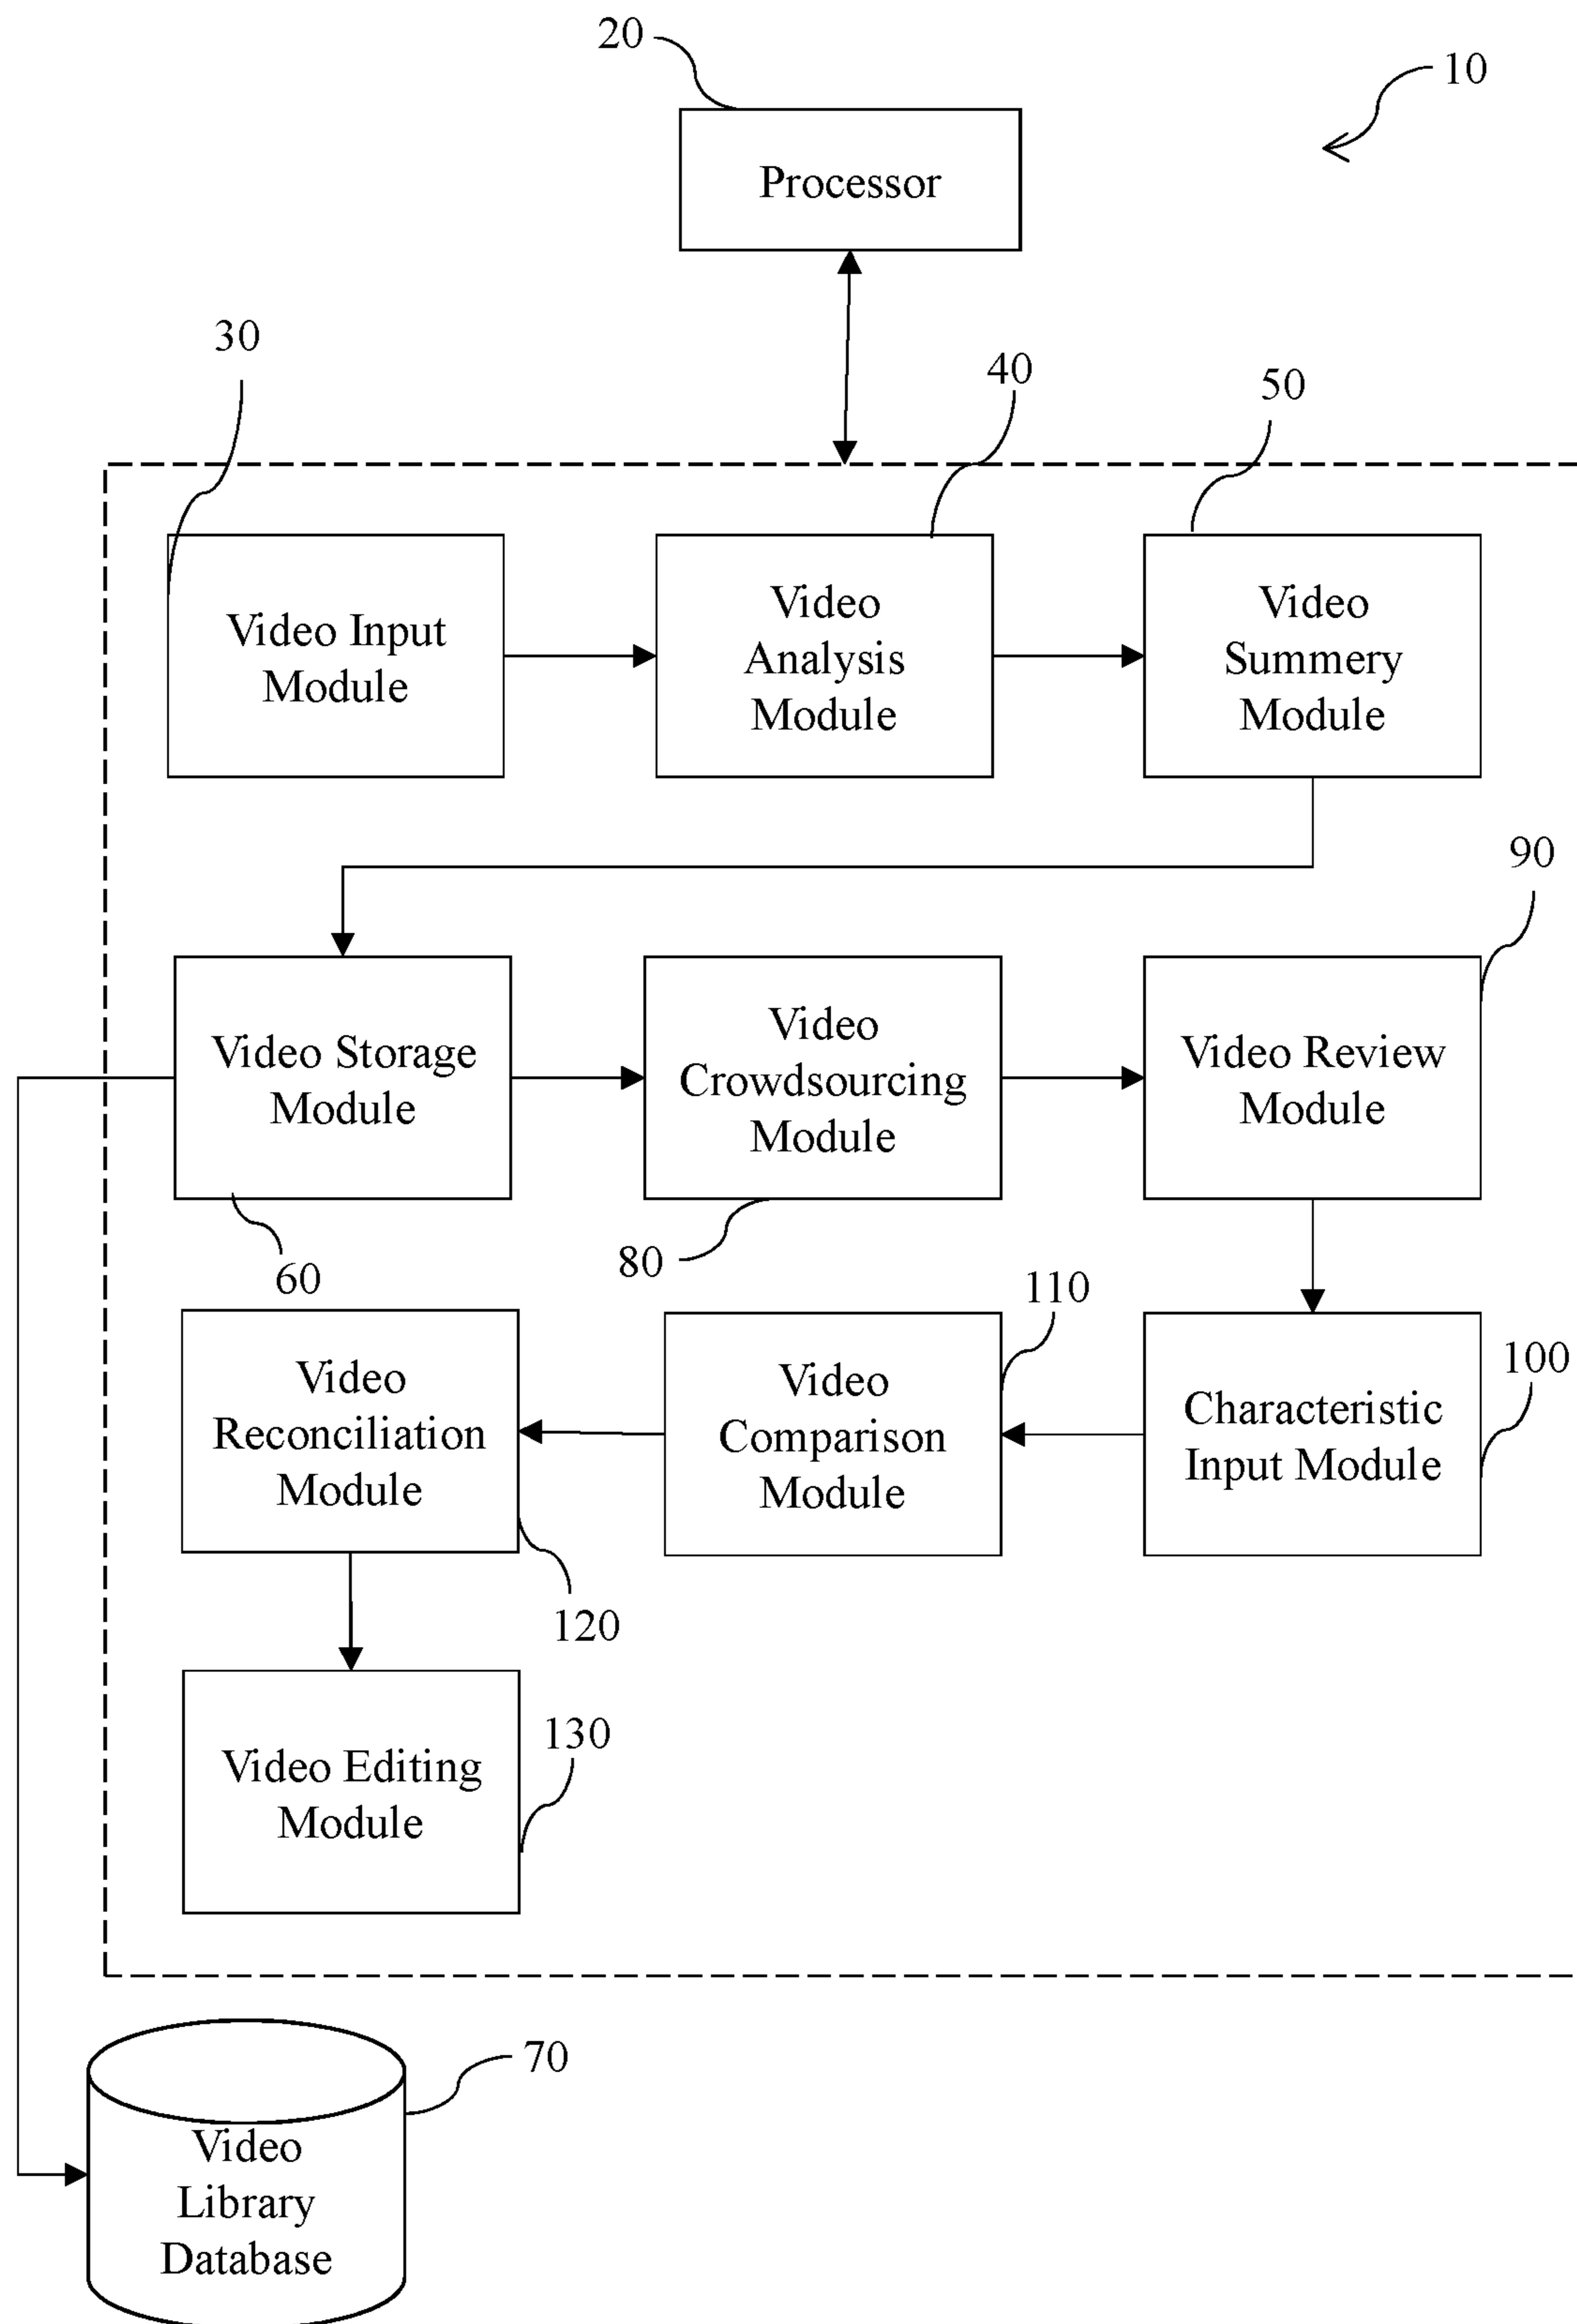 20
10
Processor
30
40
50
Video Input
Module
Video
Analysis
Module
Video
Summery
Module
90
Video Storage
Module
Video
Crowdsourcing
Module
Video Review
Module
60
80
110
100
Video
Reconciliation
Module
Video
Comparison
Module
Characteristic
Input Module
120
130
Video Editing
Module
70
Video
Library
Database